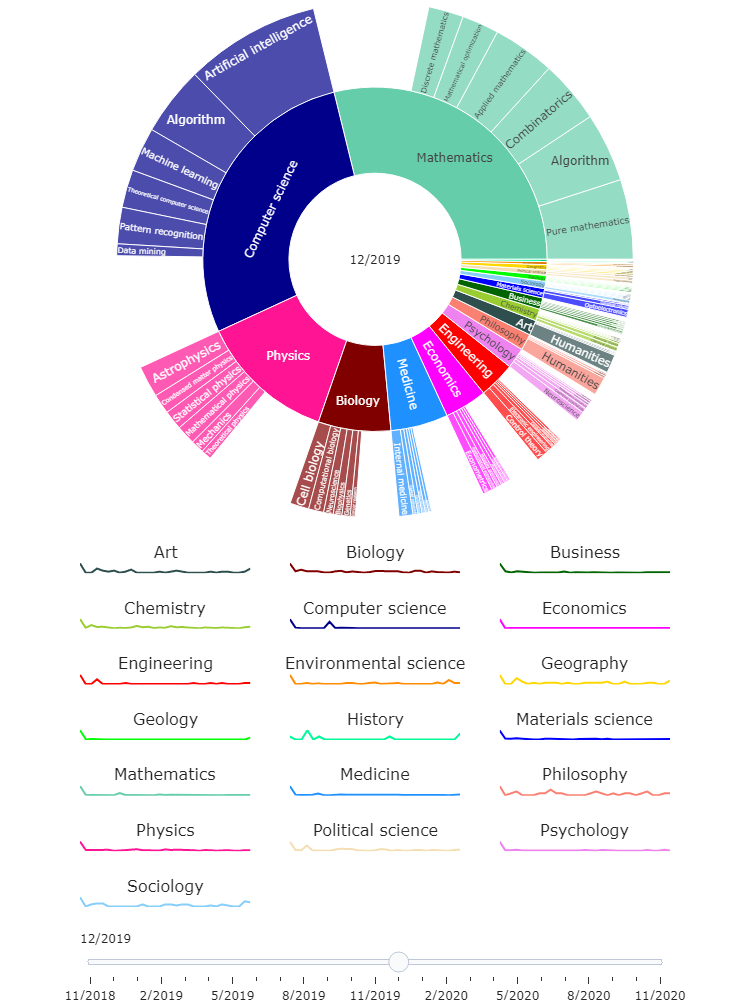 Artificial intelligence
Algorithm
Machine learning
Theoretical computer science
Pattern recognition
Data mining
Computer science
Discrete mathematics
Mathematical optimization
Applied mathematics
Combinatorics
Algorithm
Pure mathematics
Mathematics
12/2019
Materials science
Optoelectronics
Business
Chemistry
Art
Humanities
Philosophy
Humanities
Psychology
Neuroscience
Engineering
Control theory
Economics
Econometrics
Medicine
Internal medicine
Biology
Cell biology
Computational biology
Neuroscience
Biophysics
Genetics
Physics
Astrophysics
Condensed matter physics
Statistical physics
Mathematical physics
Mechanics
Theoretical physics
Art Biology Business
Chemistry Computer science Economics
Engineering Environmental science Geography
Geology History Materials science
Mathematics Medicine Philosophy
Physics Political science Psychology
Sociology
12/2019
11/2018 2/2019 5/2019 8/2019 11/2019 2/2020 5/2020 8/2020 11/2020